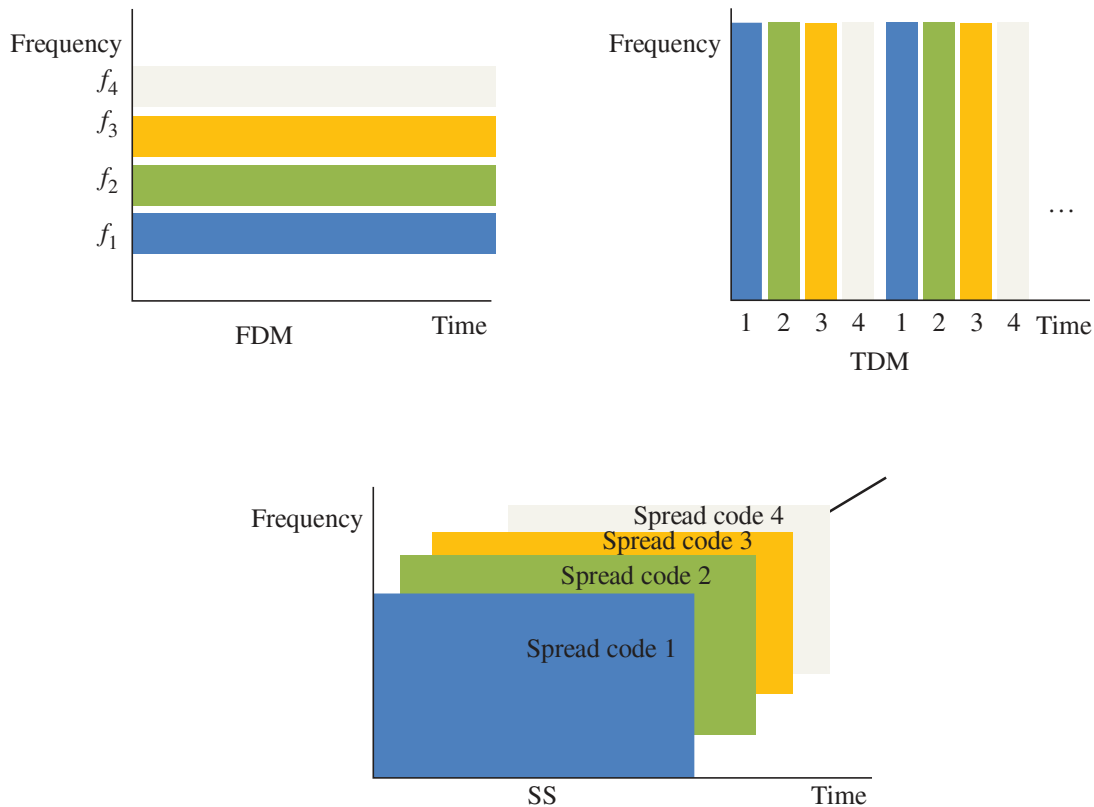 Frequency
f4
f3
f2
f1
Time
FDM
Frequency
…
1 2 3 4 1 2 3 4 Time
TDM
Frequency
Spread code 4
Spread code 3
Spread code 2
Spread code 1
SS
Time